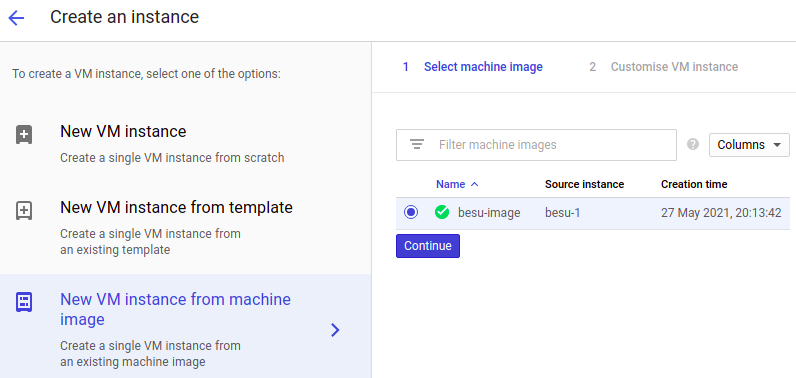 Create an instance
To create a VM instance, select one of the options:
New VM instance
Create a single VM instance from scratch
New VM instance from template
Create a single VM instance from
an existing template
New VM instance from machine
image
Create a single VM instance from
an existing machine image
1 Select machine image 2 Customise VM instance
Filter machine images ? Columns
Name Source instance Creation time
besu-image besu-1 27 May 2021, 20:13:42
Continue